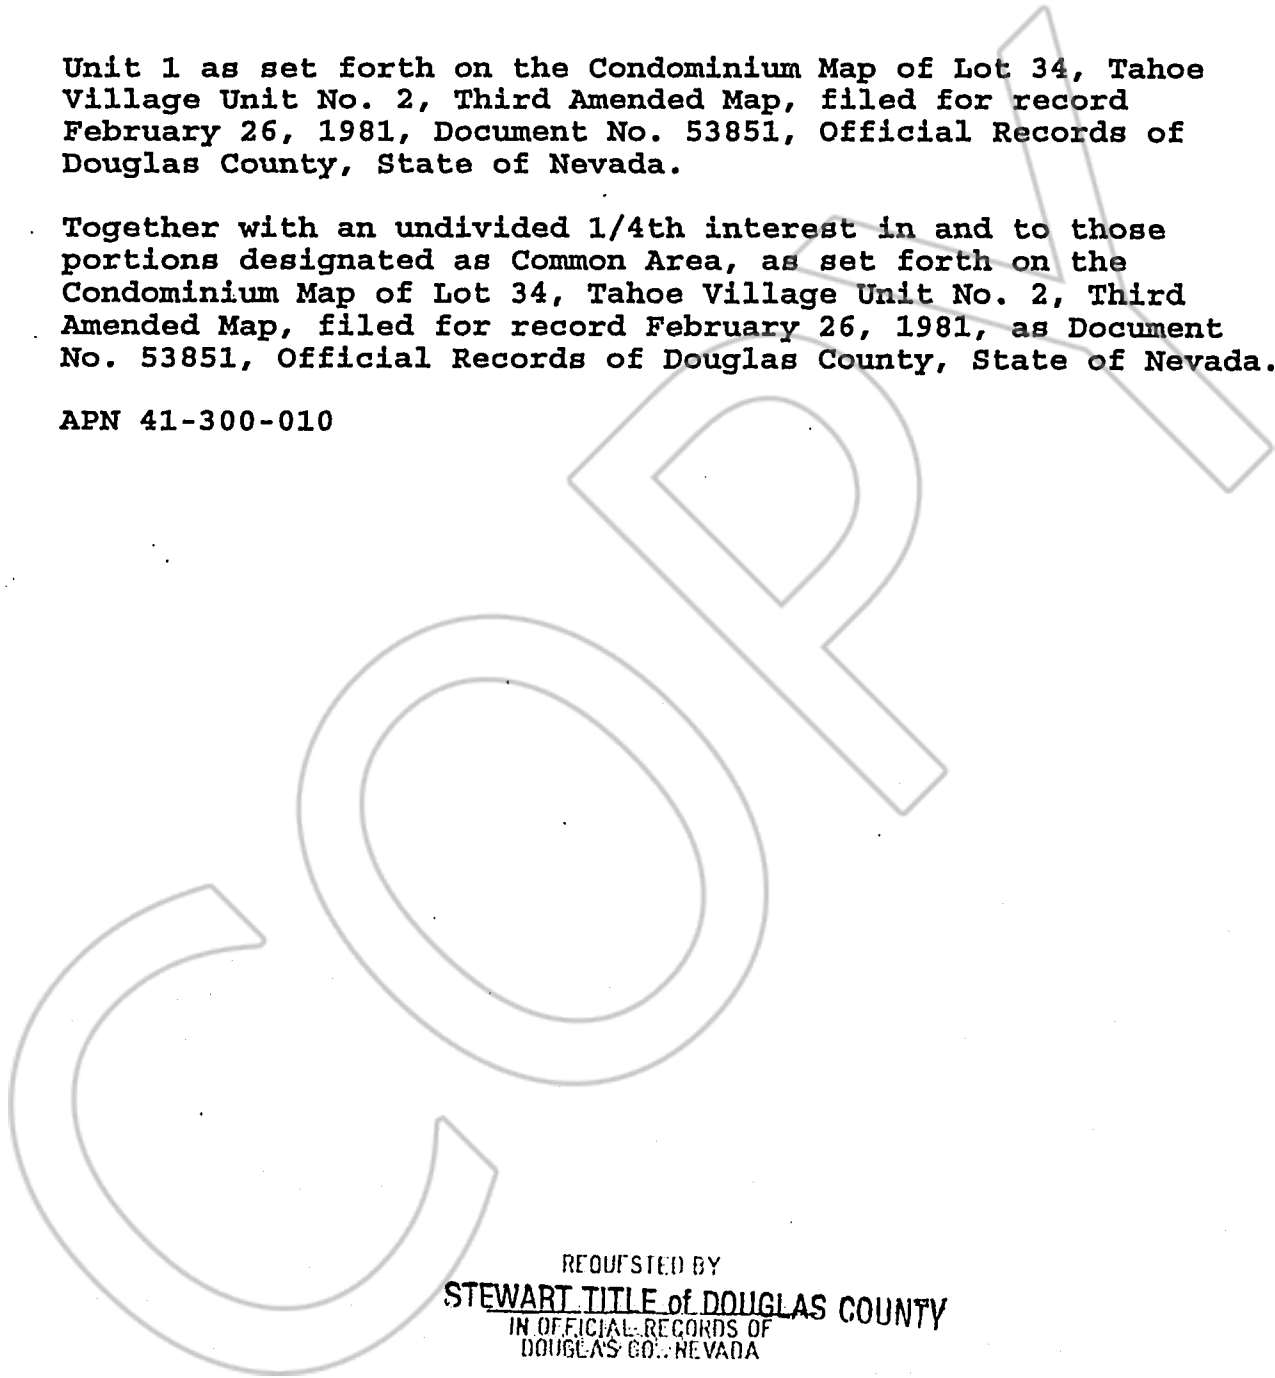 Unit 1 as set forth on the Condominium Map of Lot 34, Tahoe
Village Unit No. 2, Third Amended Map, filed for record
February 26, 1981, Document No. 53851, Official Records of
Douglas County, State of Nevada.
Together with an undivided 1/4th interest in and to those
portions designated as Common Area, as set forth on the
Condominium Map of Lot 34, Tahoe Village Unit No. 2, Third
Amended Map, filed for record February 26, 1981, as Document
No. 53851, Official Records of Douglas County, State of Nevada.
APN 41-300-010
COPY
REQUESTED BY
STEWART TITLE of DOUGLAS COUNTY
IN OFFICIAL RECORDS OF
DOUGLAS CO., NEVADA